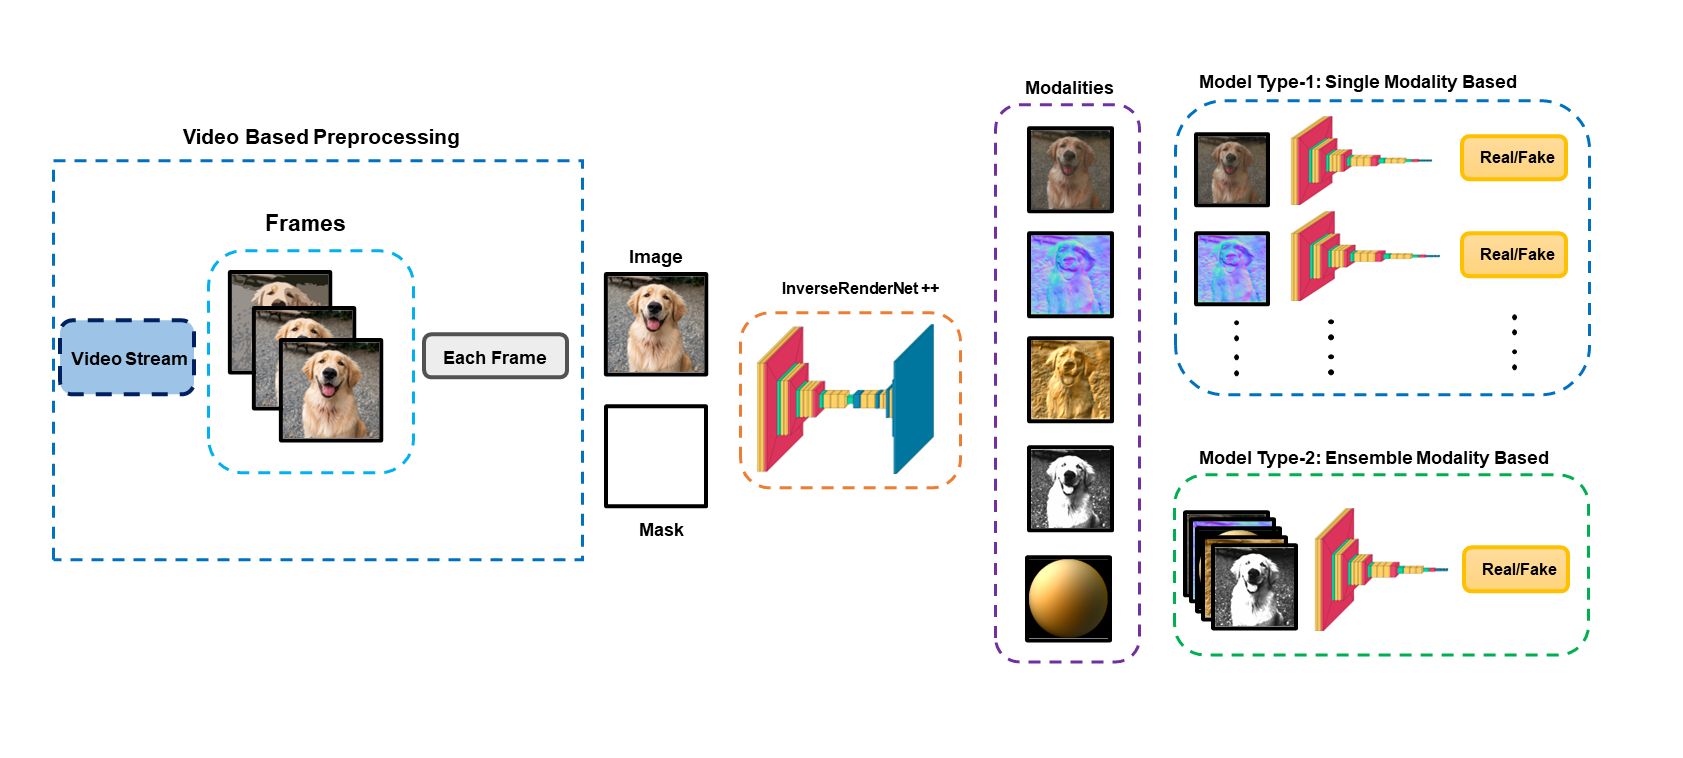 Video Based Preprocessing
Frames
Video Stream
Each Frame
Image
Mask
InverseRenderNet ++
Modalities
Model Type-1: Single Modality Based
Real/Fake
Real/Fake
Model Type-2: Ensemble Modality Based
Real/Fake